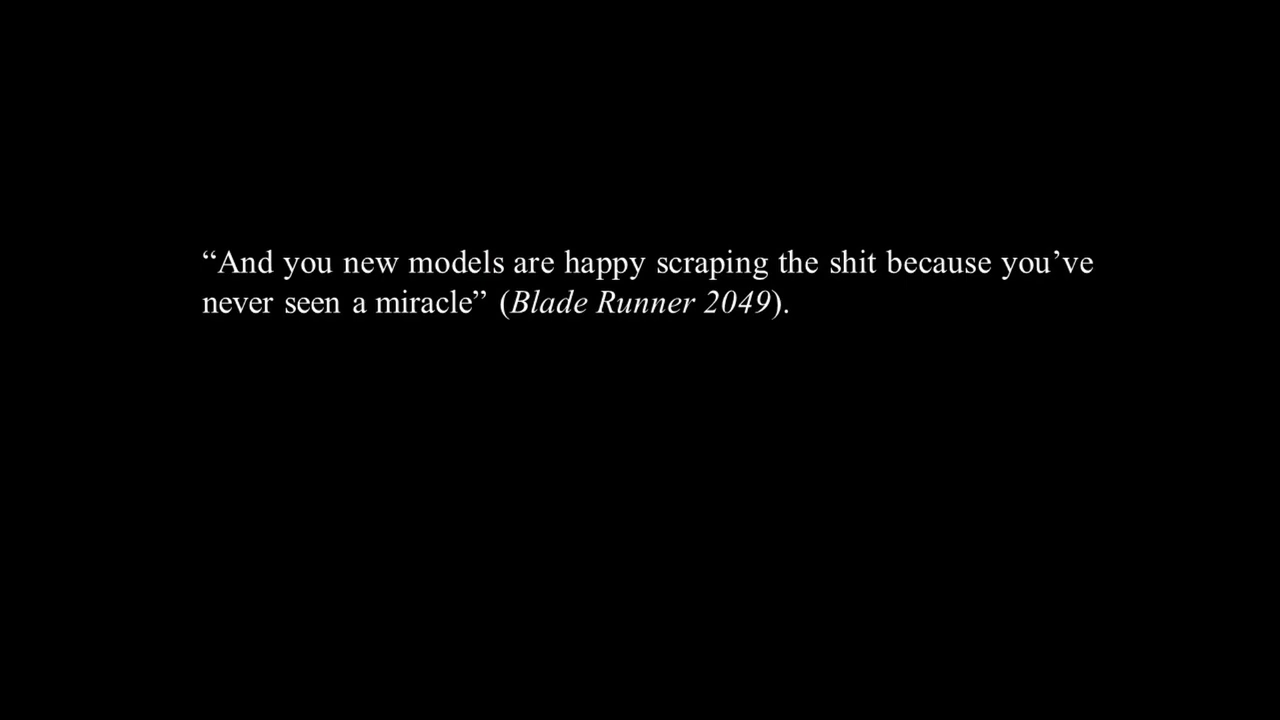 “And you new models are happy scraping the shit because you’ve
never seen a miracle” (Blade Runner 2049).